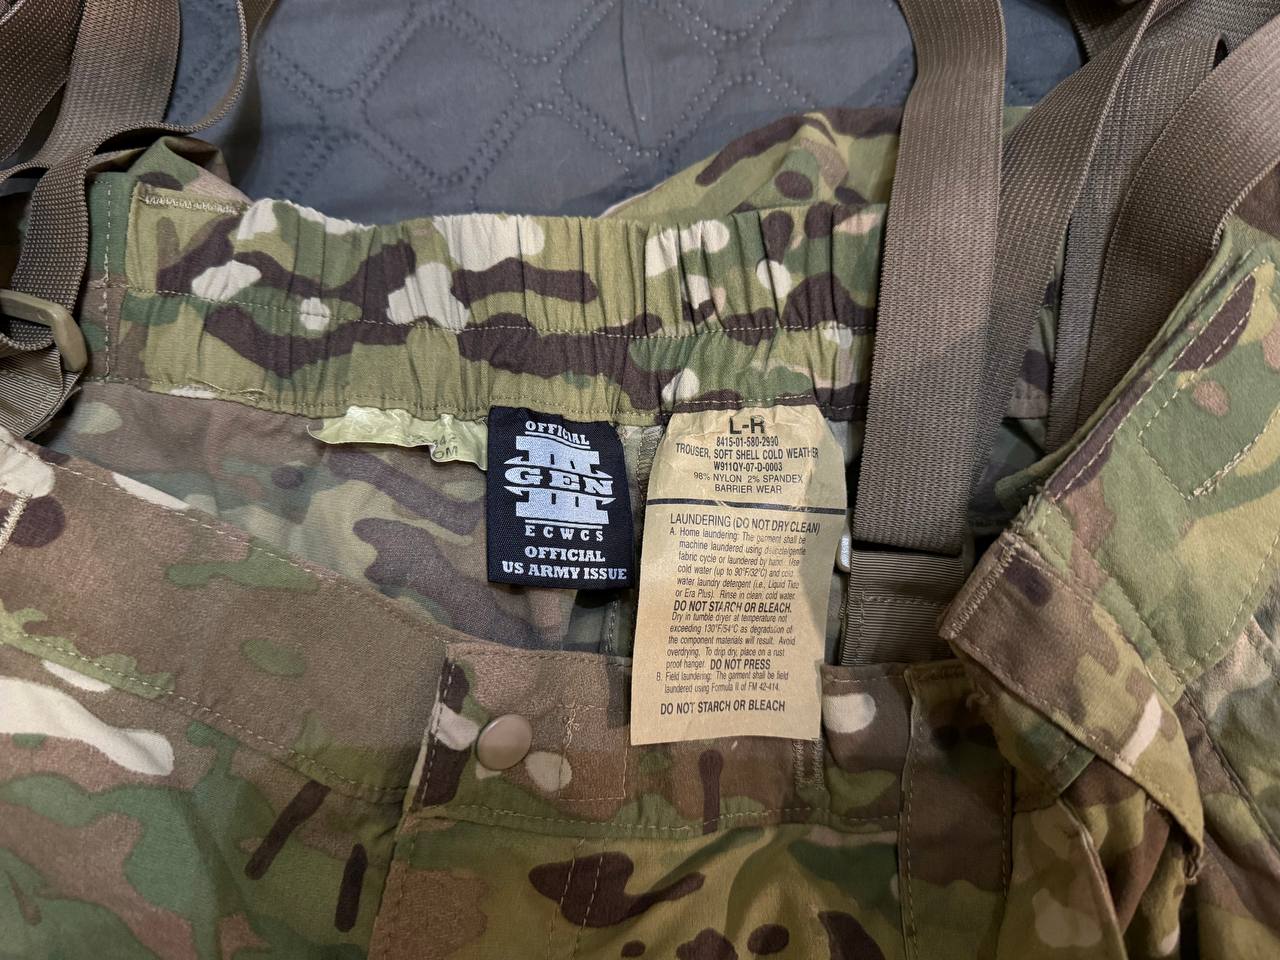 OFFICIAL
III
GEN
III
ECWCS
OFFICIAL
US ARMY ISSUE
L-R
8415-01-580-2990
TROUSER, SOFT SHELL COLD WEATHER
W911QY-07-D-0003
98% NYLON 2% SPANDEX
BARRIER WEAR
LAUNDERING (DO NOT DRY CLEAN)
A. Home laundering: The garment shall be
machine laundered using
fabric cycle or laundered by hand. Use
cold water (up to 90°F/32°C) and cold
water laundry detergent (i.e., Liquid Tide
or Era Plus). Rinse in clean, cold water.
DO NOT STARCH OR BLEACH.
Dry in tumble dryer at temperature not
exceeding 130°F/54°C as degradation of
the component materials will result. Avoid
overdrying. To drip dry, place on a rust
proof hanger. DO NOT PRESS
B. Field laundering: The garment shall be field
laundered using Formula II of FM 42-414.
DO NOT STARCH OR BLEACH